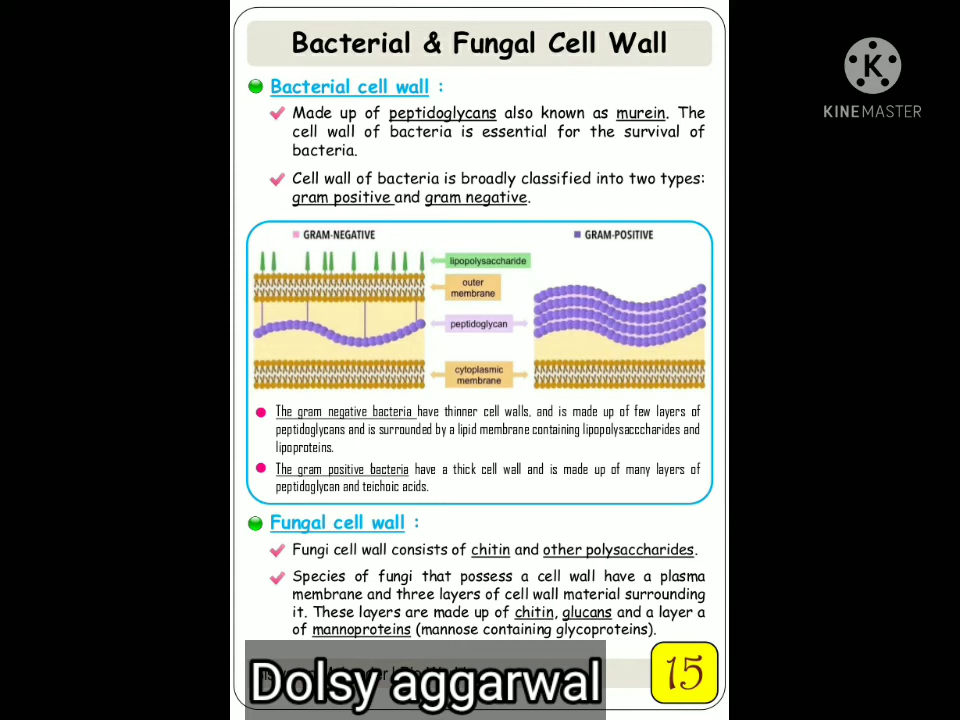 Bacterial & Fungal Cell Wall
Bacterial cell wall :
Made up of peptidoglycans also known as murein. The
cell wall of bacteria is essential for the survival of
bacteria.
Cell wall of bacteria is broadly classified into two types:
gram positive and gram negative.
GRAM-NEGATIVE
GRAM-POSITIVE
lipopolysaccharide
outer
membrane
peptidoglycan
cytoplasmic
membrane
The gram negative bacteria have thinner cell walls, and is made up of few layers of
peptidoglycans and is surrounded by a lipid membrane containing lipopolysacccharides and
lipoproteins.
The gram positive bacteria have a thick cell wall and is made up of many layers of
peptidoglycan and teichoic acids.
Fungal cell wall :
Fungi cell wall consists of chitin and other polysaccharides.
Species of fungi that possess a cell wall have a plasma
membrane and three layers of cell wall material surrounding
it. These layers are made up of chitin, glucans and a layer a
of mannoproteins (mannose containing glycoproteins).
Dolsy aggarwal
15
K
KINEMASTER